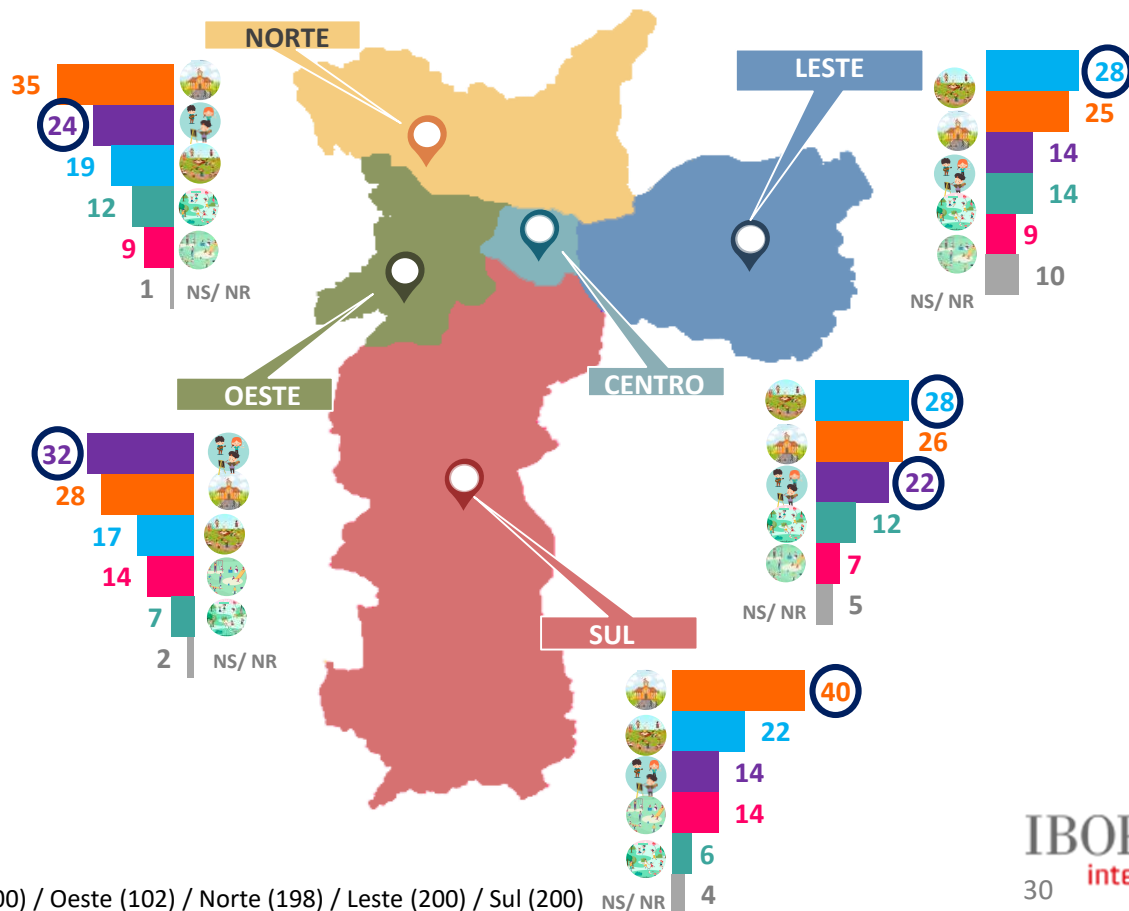 NORTE
35
24
19
12
9
1 NS/ NR
LESTE
28
25
14
14
9
10
NS/ NR
OESTE
32
28
17
14
7
2 NS/ NR
CENTRO
28
26
22
12
7
5
NS/ NR
SUL
40
22
14
14
6
4
NS/ NR
00) / Oeste (102) / Norte (198) / Leste (200) / Sul (200)
30